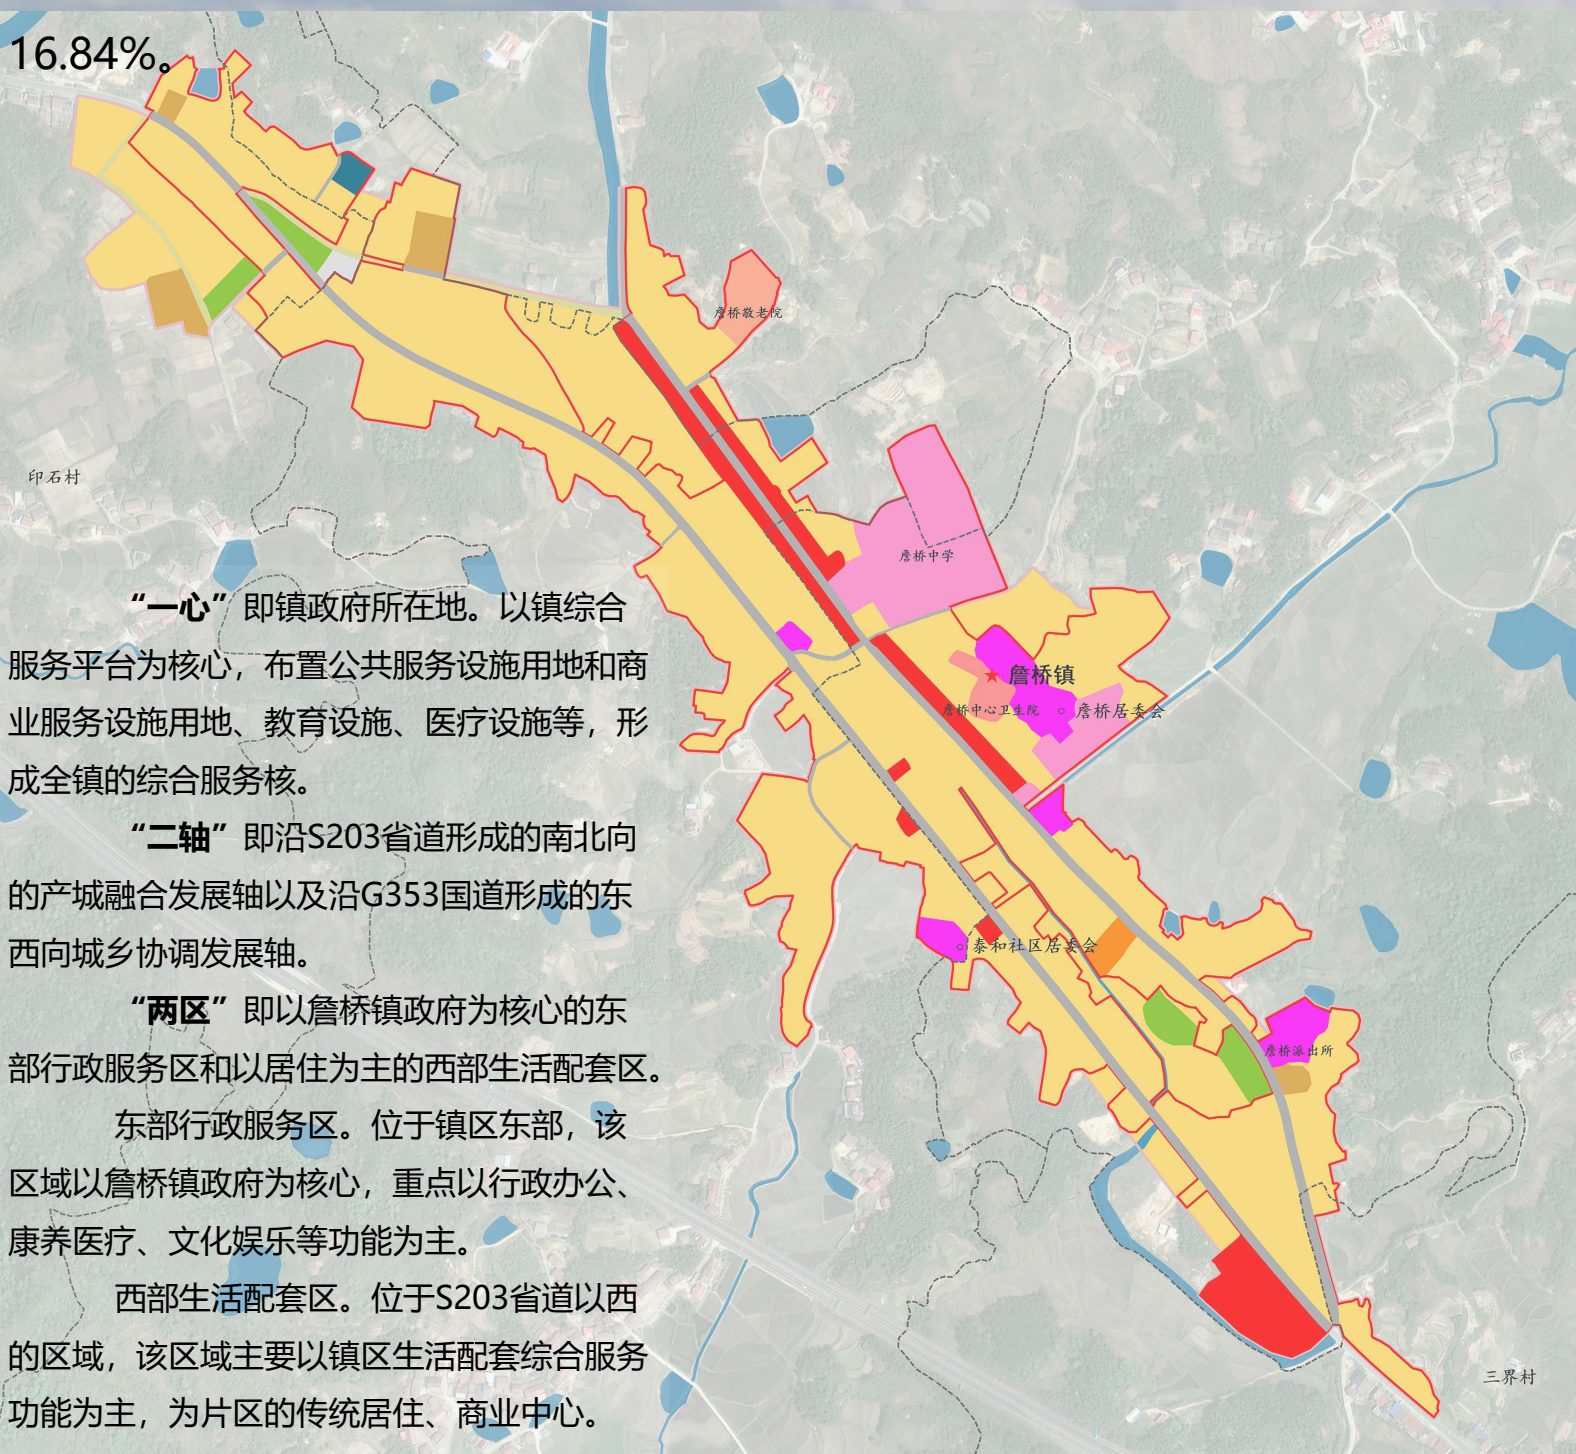 16.84%。
詹桥敬老院
印石村
詹桥中学
“一心”即镇政府所在地。以镇综合
服务平台为核心，布置公共服务设施用地和商
业服务设施用地、教育设施、医疗设施等，形
成全镇的综合服务核。
“二轴”即沿S203省道形成的南北向
的产城融合发展轴以及沿G353国道形成的东
西向城乡协调发展轴。
“两区”即以詹桥镇政府为核心的东
部行政服务区和以居住为主的西部生活配套区。
东部行政服务区。位于镇区东部，该
区域以詹桥镇政府为核心，重点以行政办公、
康养医疗、文化娱乐等功能为主。
西部生活配套区。位于S203省道以西
的区域，该区域主要以镇区生活配套综合服务
功能为主，为片区的传统居住、商业中心。
詹桥镇
詹桥中心卫生院
詹桥居委会
泰和社区居委会
詹桥派出所
三界村